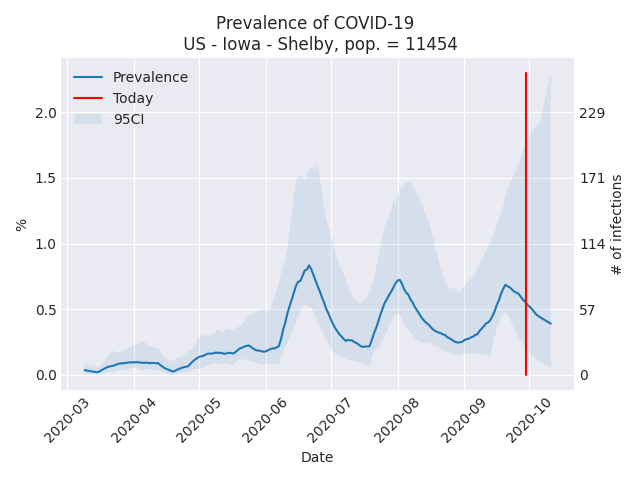 Prevalence of COVID-19
US - Iowa - Shelby, pop. = 11454
Prevalence
Today
95CI
2.0
1.5
1.0
0.5
0.0
%
229
171
114
57
0
# of infections
2020-03
2020-04
2020-05
2020-06
2020-07
2020-08
2020-09
2020-10
Date